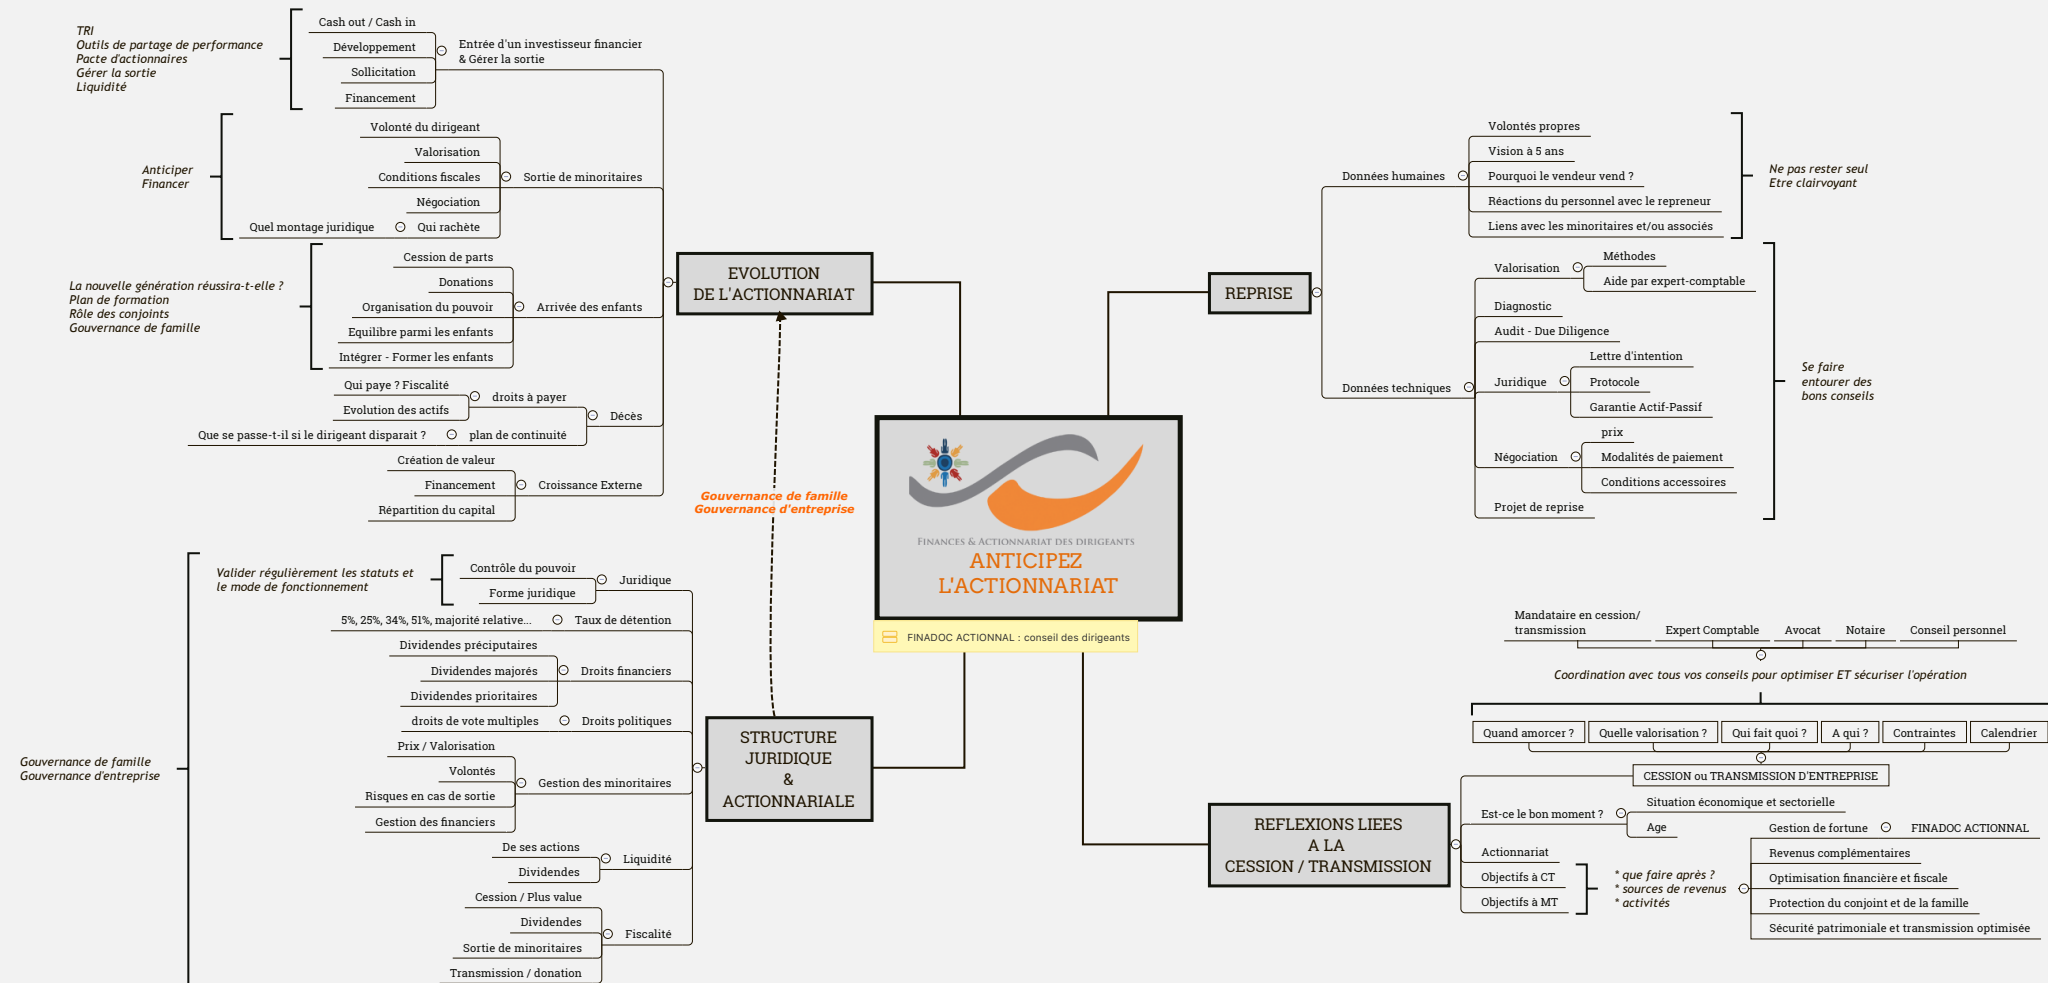 TRI
Outils de partage de performance
Pacte d'actionnaires
Gérer la sortie
Liquidité
Cash out / Cash in
Développement
Sollicitation
Financement
Entrée d'un investisseur financier
& Gérer la sortie
Anticiper
Financer
Volonté du dirigeant
Valorisation
Conditions fiscales
Négociation
Quel montage juridique
Qui rachète
Sortie de minoritaires
La nouvelle génération réussira-t-elle ?
Plan de formation
Rôle des conjoints
Gouvernance de famille
Cession de parts
Donations
Organisation du pouvoir
Equilibre parmi les enfants
Intégrer - Former les enfants
Arrivée des enfants
Qui paye ? Fiscalité
Evolution des actifs
droits à payer
Que se passe-t-il si le dirigeant disparait ?
plan de continuité
Décès
Création de valeur
Financement
Répartition du capital
Croissance Externe
EVOLUTION
DE L'ACTIONNARIAT
Gouvernance de famille
Gouvernance d'entreprise
Gouvernance de famille
Gouvernance d'entreprise
Valider régulièrement les statuts et
le mode de fonctionnement
Contrôle du pouvoir
Forme juridique
Juridique
5%, 25%, 34%, 51%, majorité relative...
Taux de détention
Dividendes préciputaires
Dividendes majorés
Dividendes prioritaires
Droits financiers
droits de vote multiples
Droits politiques
Prix / Valorisation
Volontés
Risques en cas de sortie
Gestion des financiers
Gestion des minoritaires
De ses actions
Dividendes
Liquidité
Cession / Plus value
Dividendes
Sortie de minoritaires
Transmission / donation
Fiscalité
STRUCTURE
JURIDIQUE
&
ACTIONNARIALE
FINANCES & ACTIONNARIAT DES DIRIGEANTS
ANTICIPEZ
L'ACTIONNARIAT
FINADOC ACTIONNAL : conseil des dirigeants
REPRISE
Données humaines
Volontés propres
Vision à 5 ans
Pourquoi le vendeur vend ?
Réactions du personnel avec le repreneur
Liens avec les minoritaires et/ou associés
Ne pas rester seul
Etre clairvoyant
Données techniques
Valorisation
Méthodes
Aide par expert-comptable
Diagnostic
Audit - Due Diligence
Juridique
Lettre d'intention
Protocole
Garantie Actif-Passif
Négociation
prix
Modalités de paiement
Conditions accessoires
Projet de reprise
Se faire
entourer des
bons conseils
Mandataire en cession/
transmission
Expert Comptable
Avocat
Notaire
Conseil personnel
Coordination avec tous vos conseils pour optimiser ET sécuriser l'opération
Quand amorcer ?
Quelle valorisation ?
Qui fait quoi ?
A qui ?
Contraintes
Calendrier
CESSION ou TRANSMISSION D'ENTREPRISE
REFLEXIONS LIEES
A LA
CESSION / TRANSMISSION
Est-ce le bon moment ?
Situation économique et sectorielle
Age
Actionnariat
Objectifs à CT
Objectifs à MT
* que faire après ?
* sources de revenus
* activités
Gestion de fortune
FINADOC ACTIONNAL
Revenus complémentaires
Optimisation financière et fiscale
Protection du conjoint et de la famille
Sécurité patrimoniale et transmission optimisée